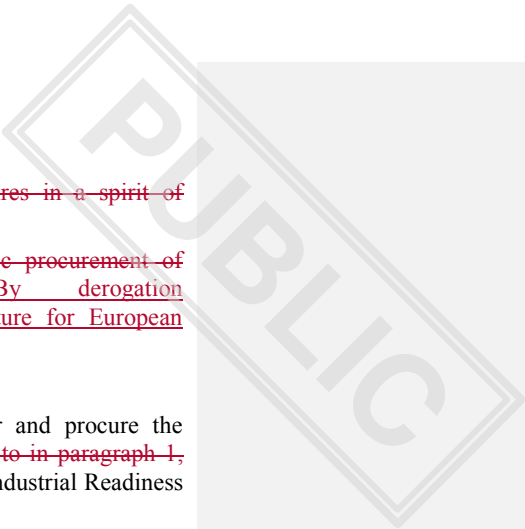 res in a spirit of
c procurement of
By derogation
ture for European
r and procure the
to in paragraph 1,
ndustrial Readiness
PUBLIC